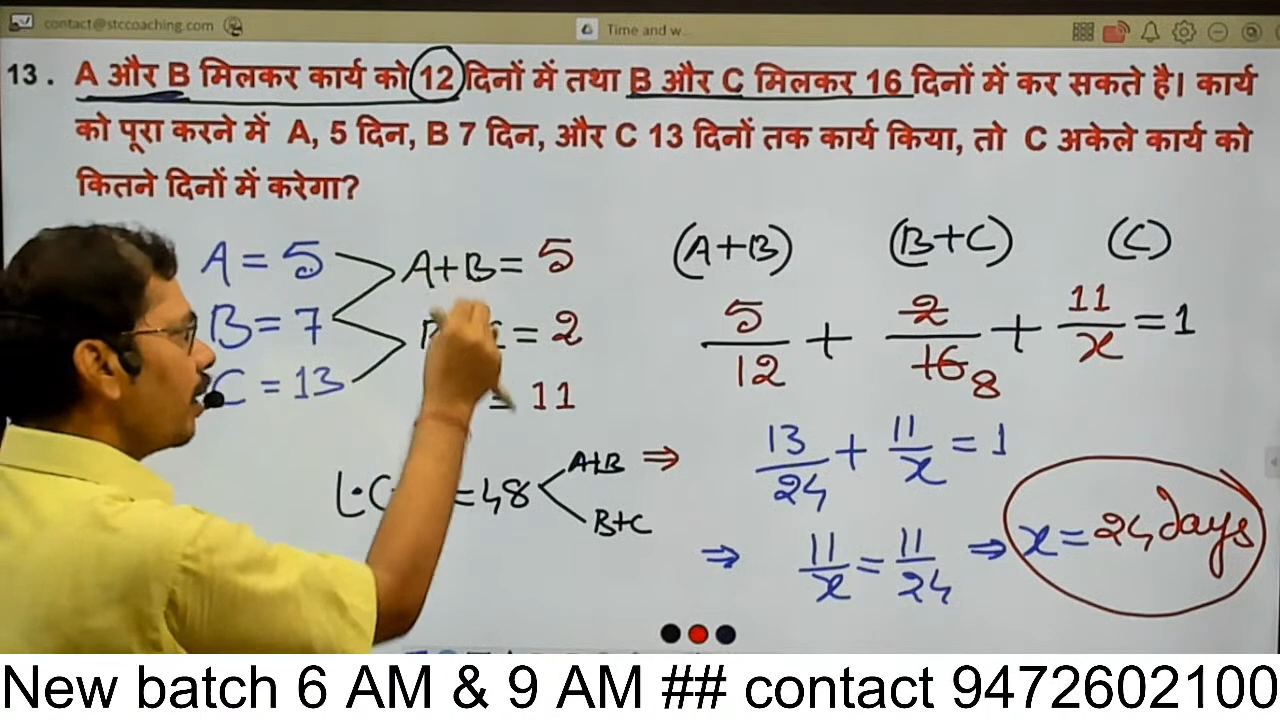 contact@stccoaching.com
Time and w...
13. A और B मिलकर कार्य को 12 दिनों में तथा B और C मिलकर 16 दिनों में कर सकते है। कार्य
को पूरा करने में A, 5 दिन, B 7 दिन, और C 13 दिनों तक कार्य किया, तो C अकेले कार्य को
कितने दिनों में करेगा?
A = 5
B = 7
C = 13
A+B = 5
= 2
= 11
L.C = 48
A+B
B+C
(A+B) (B+C) (C)
5/12 + 2/16 8 + 11/x = 1
⇒ 13/24 + 11/x = 1
⇒ 11/x = 11/24 ⇒ x = 24 days
New batch 6 AM & 9 AM ## contact 9472602100